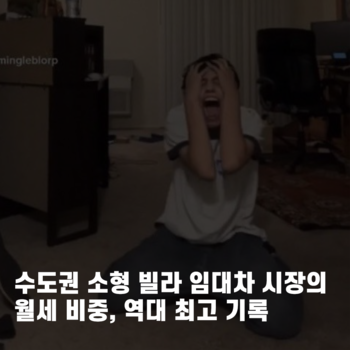 mingleblorp
수도권 소형 빌라 임대차 시장의
월세 비중, 역대 최고 기록